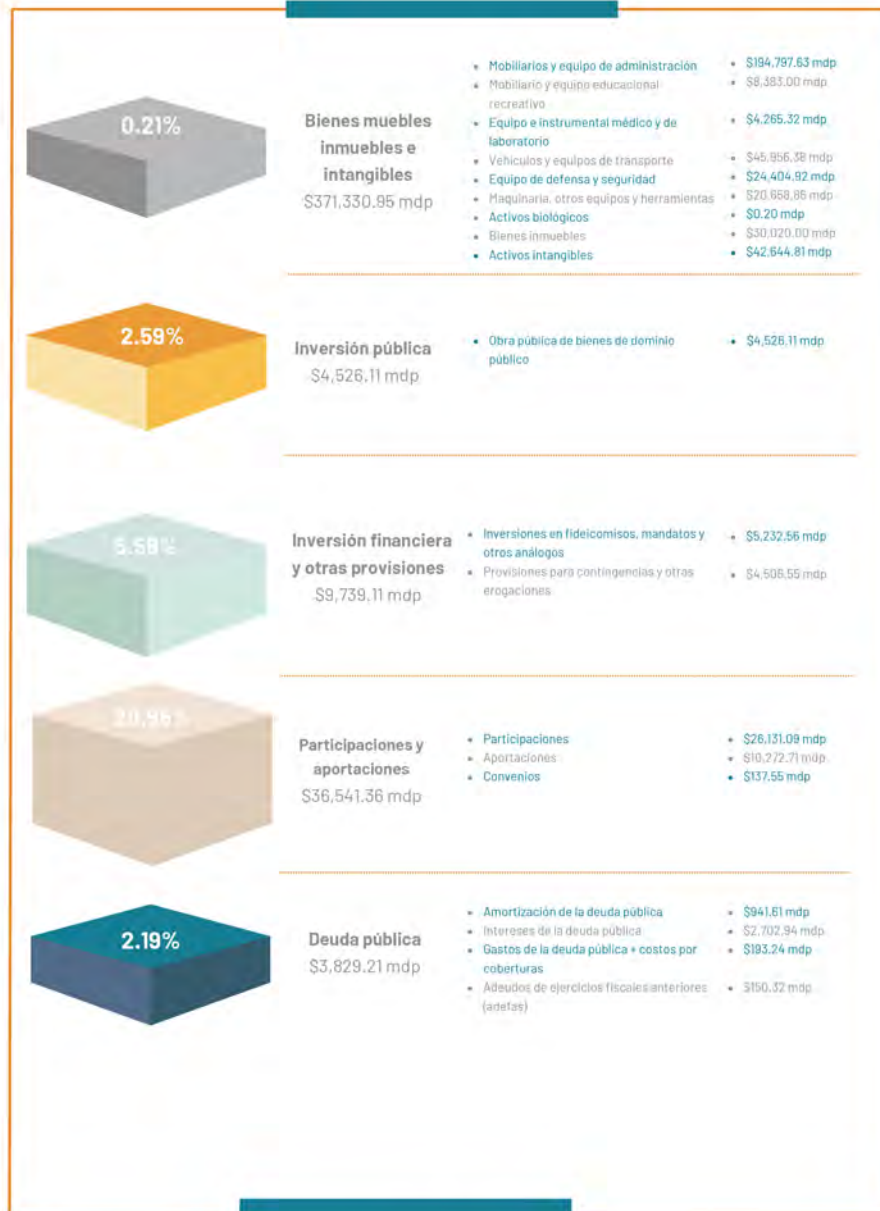 0.21%
Bienes muebles
inmuebles e
intangibles
$371,330.95 mdp
• Mobiliarios y equipo de administración
• Mobiliario y equipo educacional
recreativo
• Equipo e instrumental médico y de
laboratorio
• Vehículos y equipos de transporte
• Equipo de defensa y seguridad
• Maquinaria, otros equipos y herramientas
• Activos biológicos
• Bienes inmuebles
• Activos intangibles
• $194,797.63 mdp
• $8,383.00 mdp
• $4,265.32 mdp
• $45,956.38 mdp
• $24,404.92 mdp
• $20,658.85 mdp
• $0.20 mdp
• $30,020.00 mdp
• $42,644.81 mdp
2.59%
Inversión pública
$4,526.11 mdp
• Obra pública de bienes de dominio
público
• $4,526.11 mdp
5.58%
Inversión financiera
y otras provisiones
$9,739.11 mdp
• Inversiones en fideicomisos, mandatos y
otros análogos
• Provisiones para contingencias y otras
erogaciones
• $5,232.56 mdp
• $4,506.55 mdp
20.95%
Participaciones y
aportaciones
$36,541.36 mdp
• Participaciones
• Aportaciones
• Convenios
• $26,131.09 mdp
• $10,272.71 mdp
• $137.55 mdp
2.19%
Deuda pública
$3,829.21 mdp
• Amortización de la deuda pública
• Intereses de la deuda pública
• Gastos de la deuda pública + costos por
coberturas
• Adeudos de ejercicios fiscales anteriores
(adefas)
• $941.61 mdp
• $2,702.94 mdp
• $193.24 mdp
• $150.32 mdp